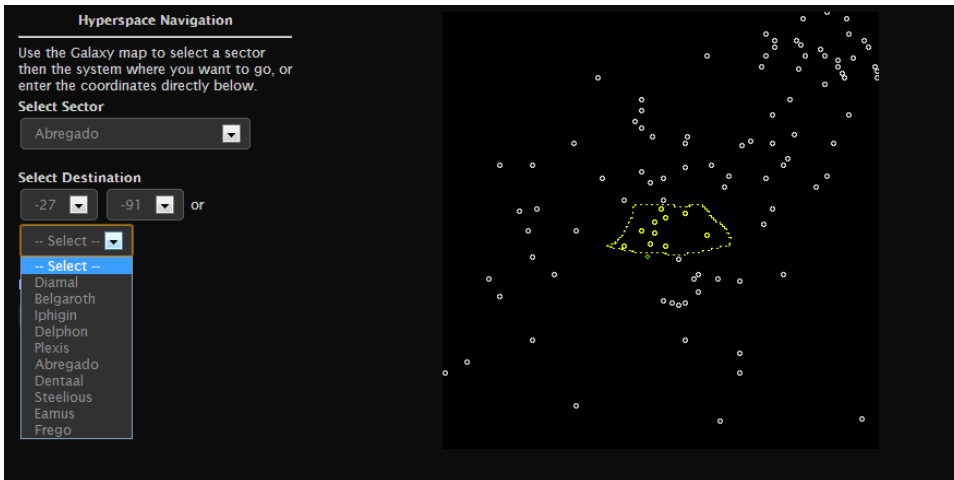 Hyperspace Navigation
Use the Galaxy map to select a sector
then the system where you want to go, or
enter the coordinates directly below.
Select Sector
Abregado
Select Destination
-27 -91 or
-- Select --
-- Select --
Diamal
Belgaroth
Iphigin
Delphon
Plexis
Abregado
Dentaal
Steelious
Eamus
Frego